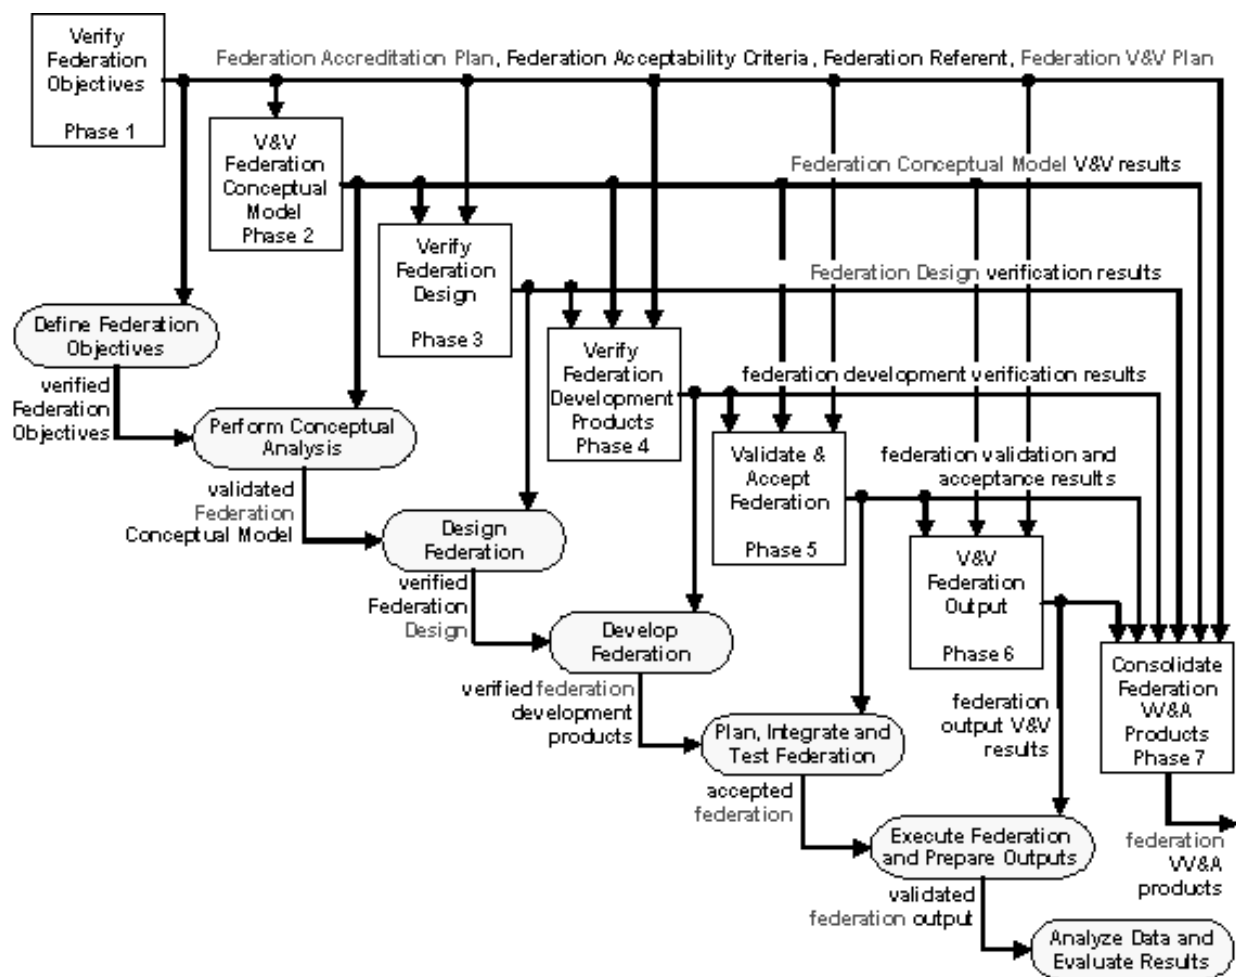 Verify
Federation
Objectives
Phase 1
Federation Accreditation Plan, Federation Acceptability Criteria, Federation Referent, Federation V&V Plan
V&V
Federation
Conceptual
Model
Phase 2
Federation Conceptual Model V&V results
Verify
Federation
Design
Phase 3
Federation Design verification results
Define Federation
Objectives
Verify
Federation
Development
Products
Phase 4
federation development verification results
verified
Federation
Objectives
Perform Conceptual
Analysis
Validate &
Accept
Federation
Phase 5
federation validation and
acceptance results
validated
Federation
Conceptual Model
Design
Federation
V&V
Federation
Output
Phase 6
verified
Federation
Design
Develop
Federation
Consolidate
Federation
VV&A
Products
Phase 7
verified federation
development
products
federation
output V&V
results
Plan, Integrate and
Test Federation
accepted
federation
Execute Federation
and Prepare Outputs
federation
VV&A
products
validated
federation output
Analyze Data and
Evaluate Results